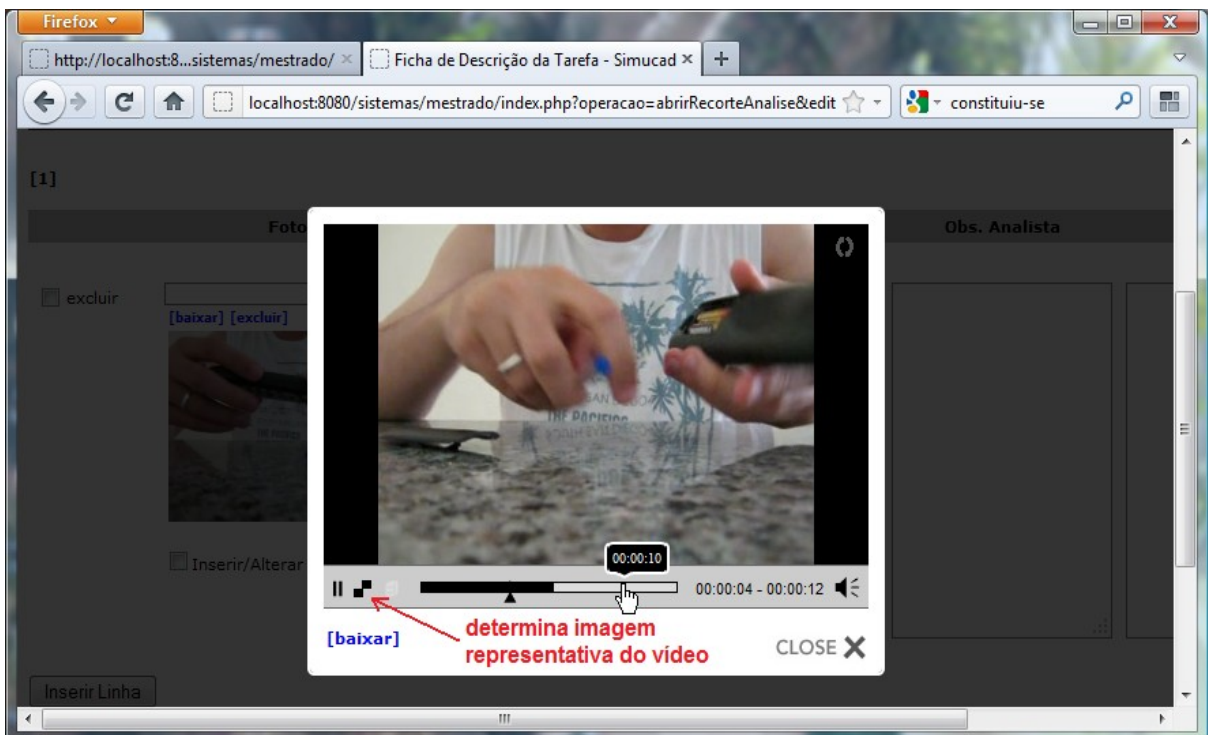 Firefox
http://localhost:8...sistemas/mestrado/
Ficha de Descrição da Tarefa - Simucad
localhost:8080/sistemas/mestrado/index.php?operacao=abrirRecorteAnalise&edit
constituiu-se
[1]
Foto
Obs. Analista
excluir
[baixar] [excluir]
THE PACIFICO
Inserir/Alterar
00:00:10
00:00:04 - 00:00:12
[baixar]
determina imagem
representativa do vídeo
CLOSE
Inserir Linha